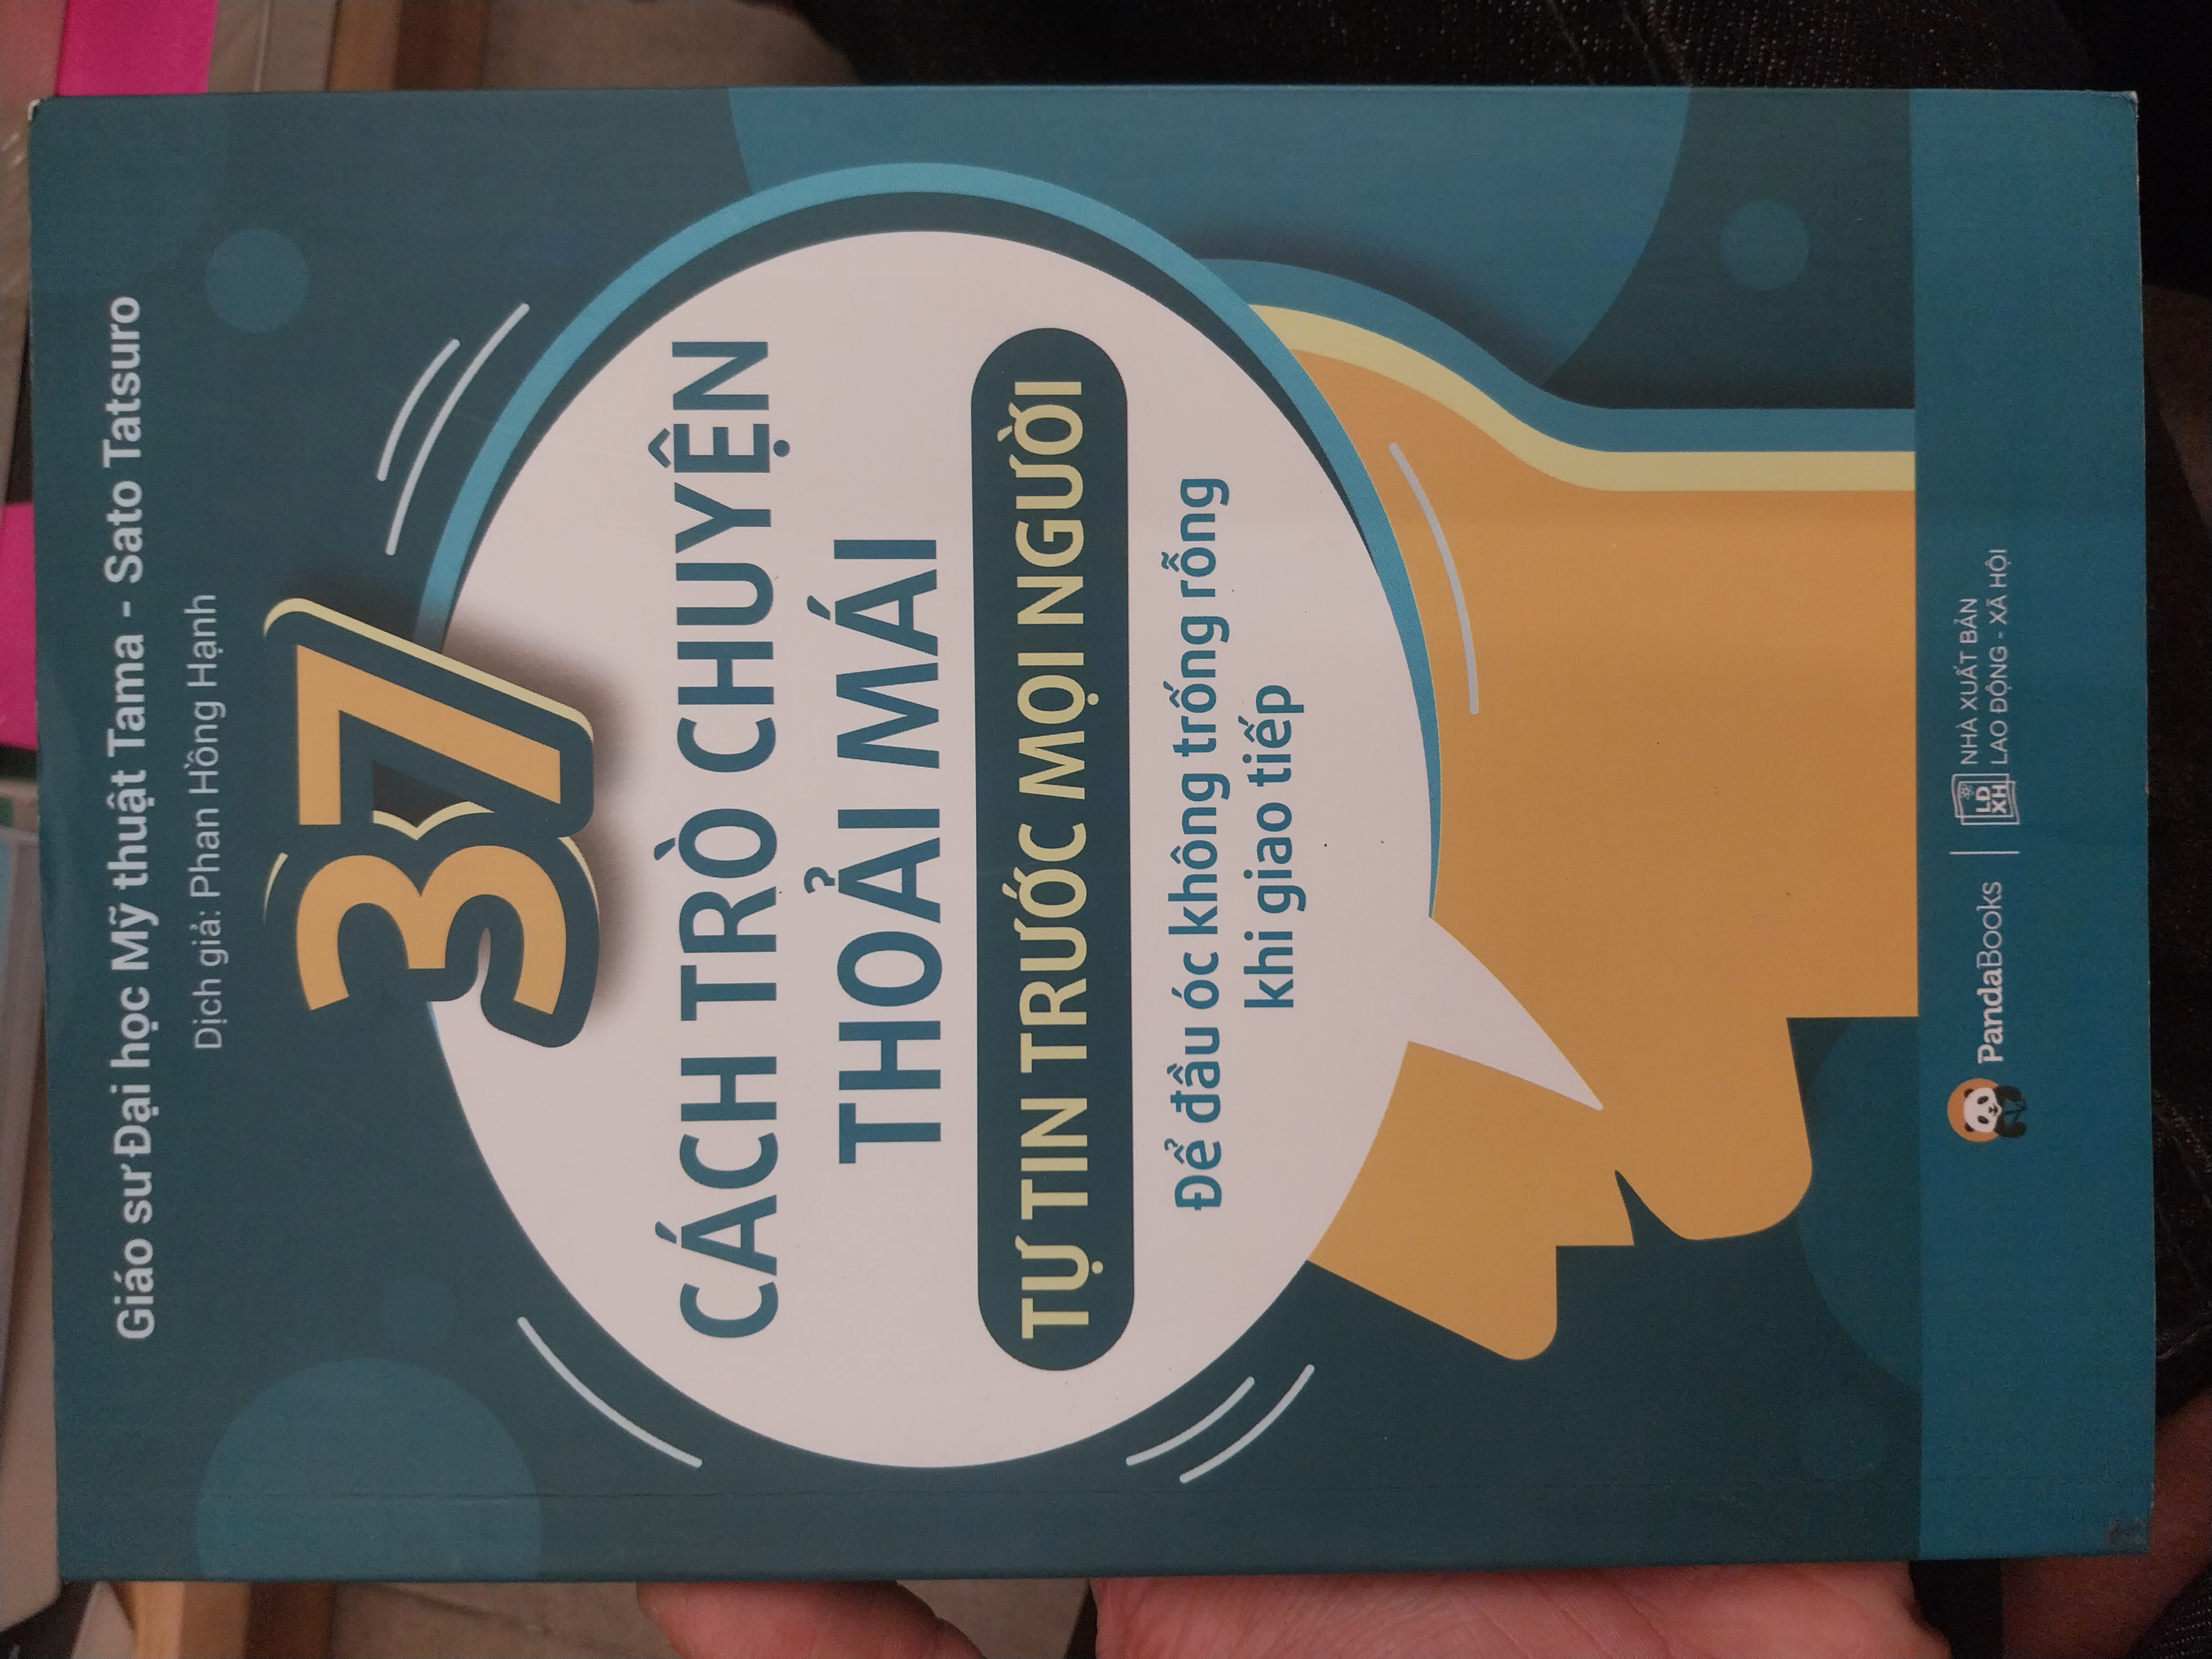 Giáo sư Đại học Mỹ thuật Tama - Sato Tatsuro
Dịch giả: Phan Hồng Hạnh
37
CÁCH TRÒ CHUYỆN
THOẢI MÁI
TỰ TIN TRƯỚC MỌI NGƯỜI
Để đầu óc không trống rỗng
khi giao tiếp
PandaBooks
LD
XH
NHÀ XUẤT BẢN
LAO ĐỘNG - XÃ HỘI